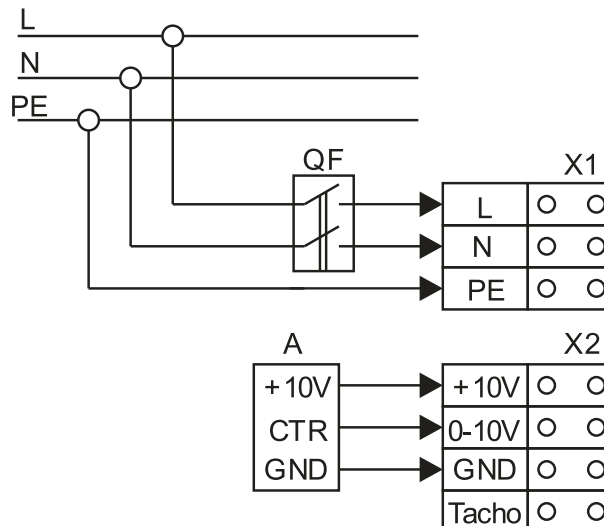 L
N
PE
QF
X1
L
N
PE
A
X2
+10V
+10V
CTR
0-10V
GND
GND
Tacho